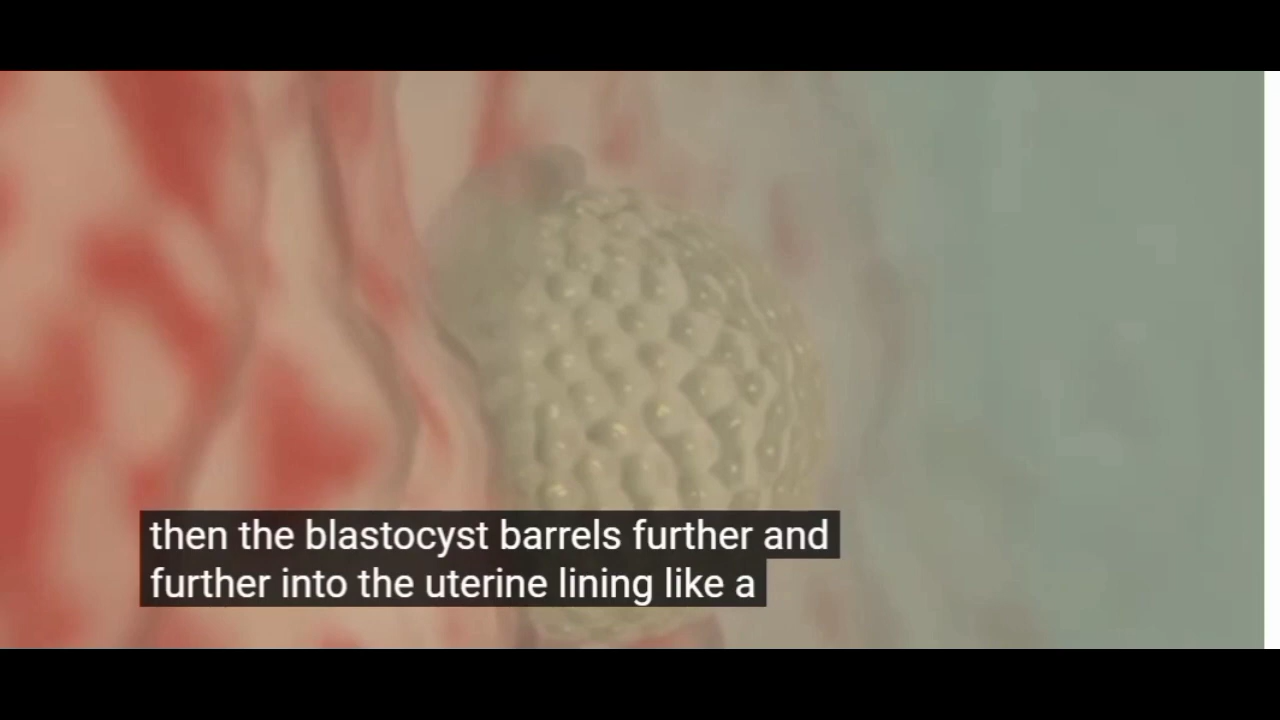 then the blastocyst barrels further and
further into the uterine lining like a